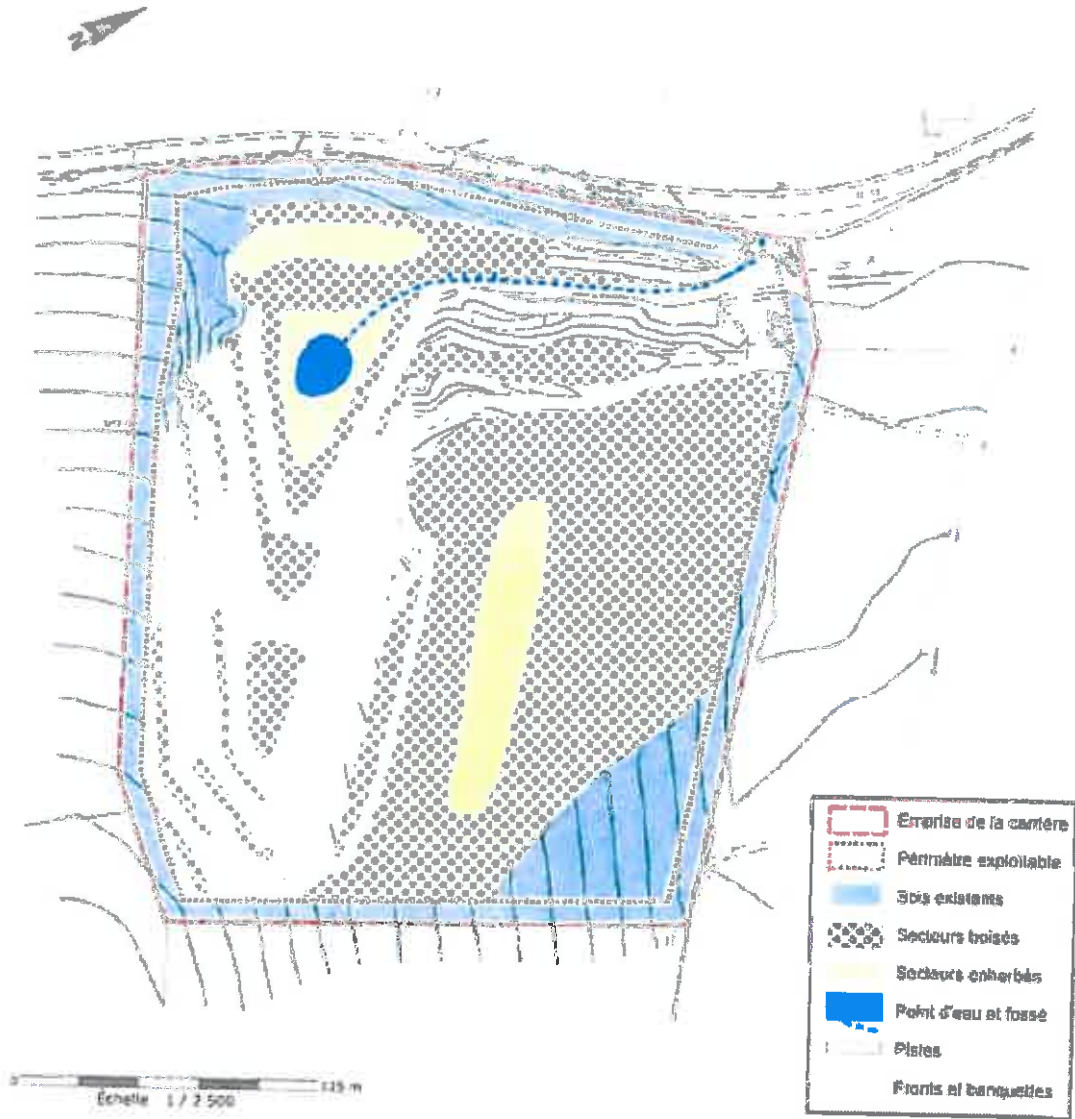 Emprise de la carrière
Périmètre exploitable
Bois existants
Secteurs boisés
Secteurs enherbés
Point d'eau et fossé
Pistes
Fronts et banquettes
0 125 m
Échelle 1 / 2 500